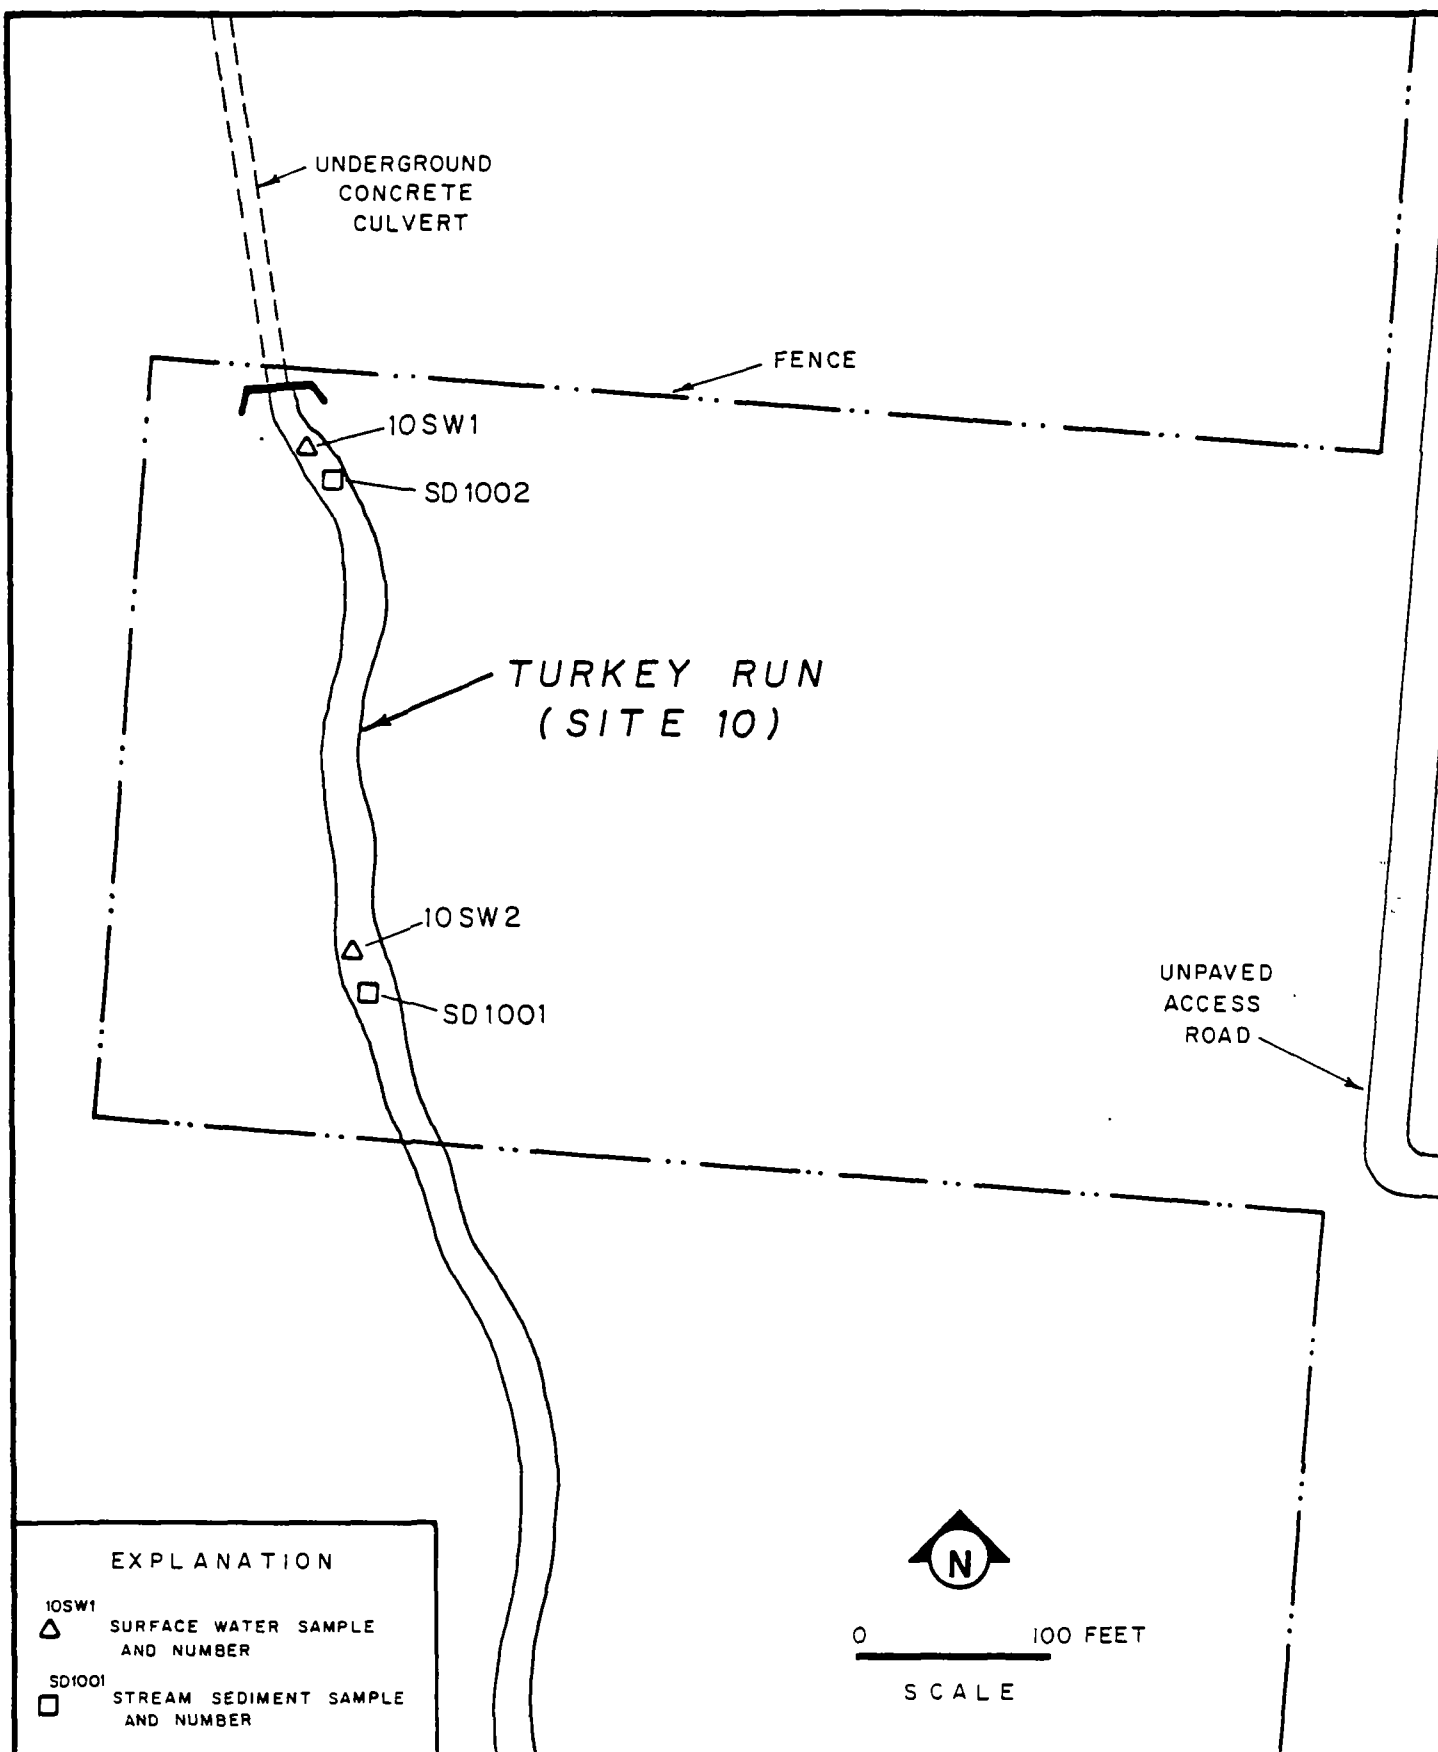 UNDERGROUND
CONCRETE
CULVERT
FENCE
10SW1
SD1002
TURKEY RUN
(SITE 10)
10SW2
SD1001
UNPAVED
ACCESS
ROAD
EXPLANATION
10SW1
SURFACE WATER SAMPLE
AND NUMBER
SD1001
STREAM SEDIMENT SAMPLE
AND NUMBER
N
0 100 FEET
SCALE